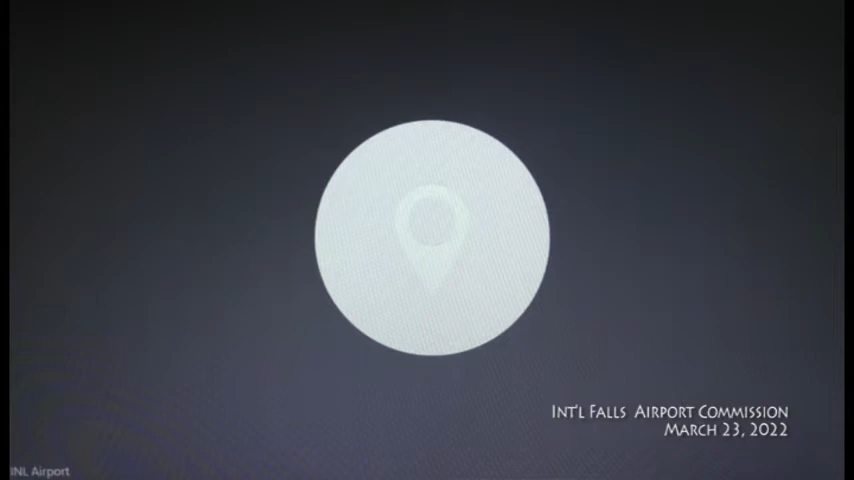 INT'L FALLS AIRPORT COMMISSION
MARCH 23, 2022
INL Airport